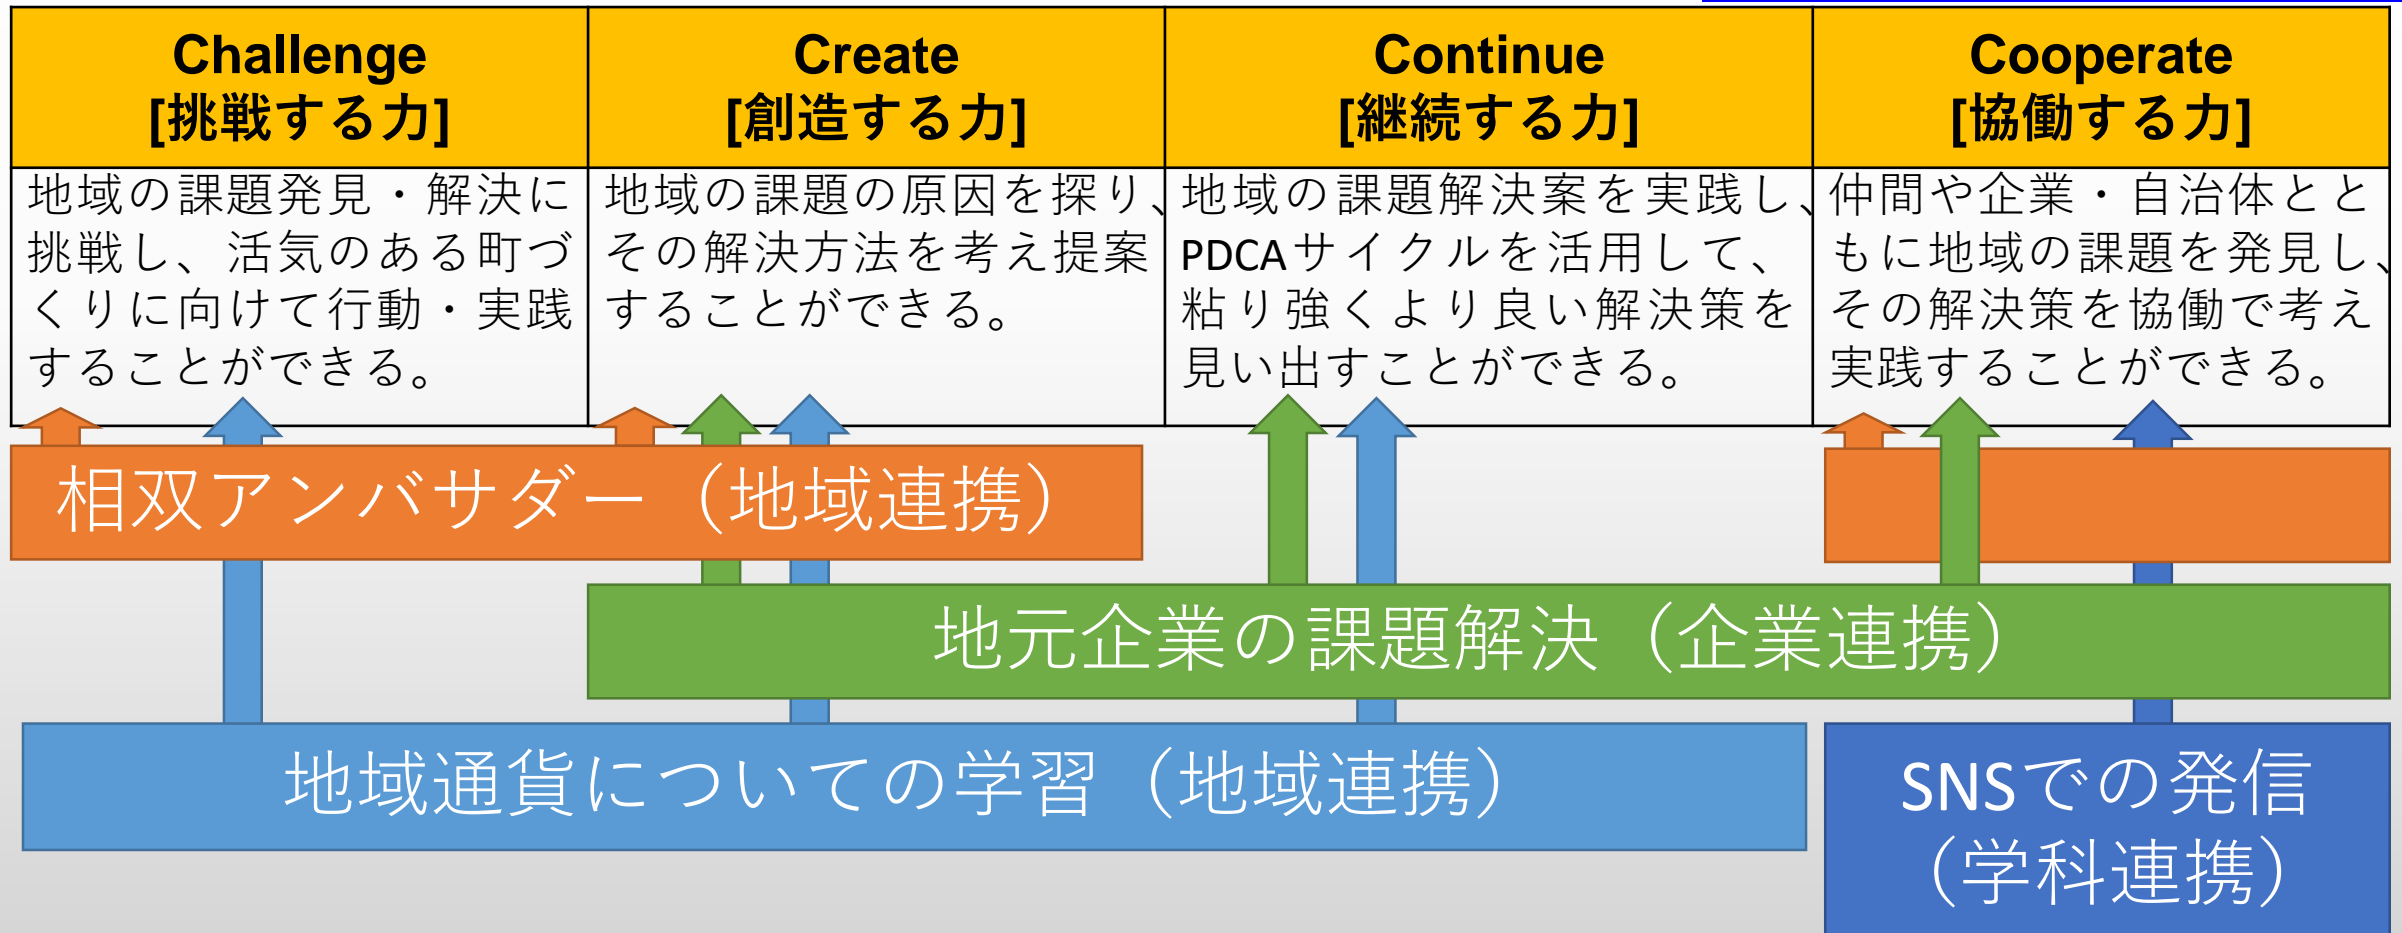 Challenge
[挑戦する力]
Create
[創造する力]
Continue
[継続する力]
Cooperate
[協働する力]
地域の課題発見・解決に
挑戦し、活気のある町づ
くりに向けて行動・実践
することができる。
地域の課題の原因を探り、
その解決方法を考え提案
することができる。
地域の課題解決案を実践し、
PDCAサイクルを活用して、
粘り強くより良い解決策を
見い出すことができる。
仲間や企業・自治体とと
もに地域の課題を発見し、
その解決策を協働で考え
実践することができる。
相双アンバサダー（地域連携）
地元企業の課題解決（企業連携）
地域通貨についての学習（地域連携）
SNSでの発信
（学科連携）